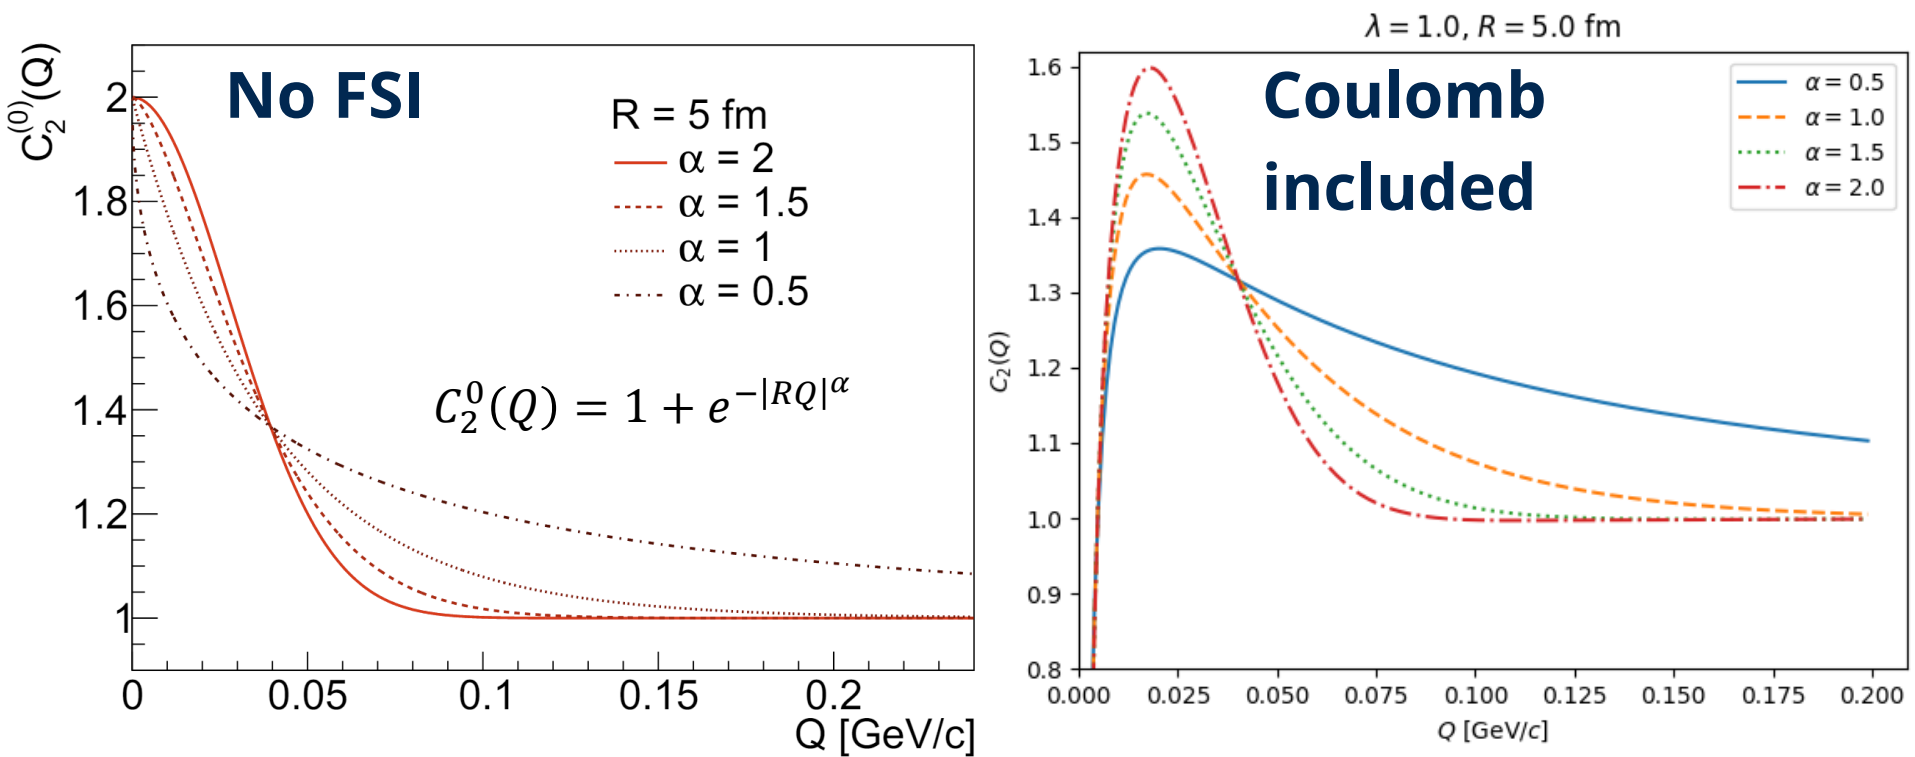 No FSI
C₂⁽⁰⁾(Q)
R = 5 fm
α = 2
α = 1.5
α = 1
α = 0.5
C₂⁰(Q) = 1 + e^{−|RQ|^α}
2
1.8
1.6
1.4
1.2
1
0 0.05 0.1 0.15 0.2
Q [GeV/c]
λ = 1.0, R = 5.0 fm
Coulomb
included
α = 0.5
α = 1.0
α = 1.5
α = 2.0
C₂(Q)
1.6
1.5
1.4
1.3
1.2
1.1
1.0
0.9
0.8
0.000 0.025 0.050 0.075 0.100 0.125 0.150 0.175 0.200
Q [GeV/c]